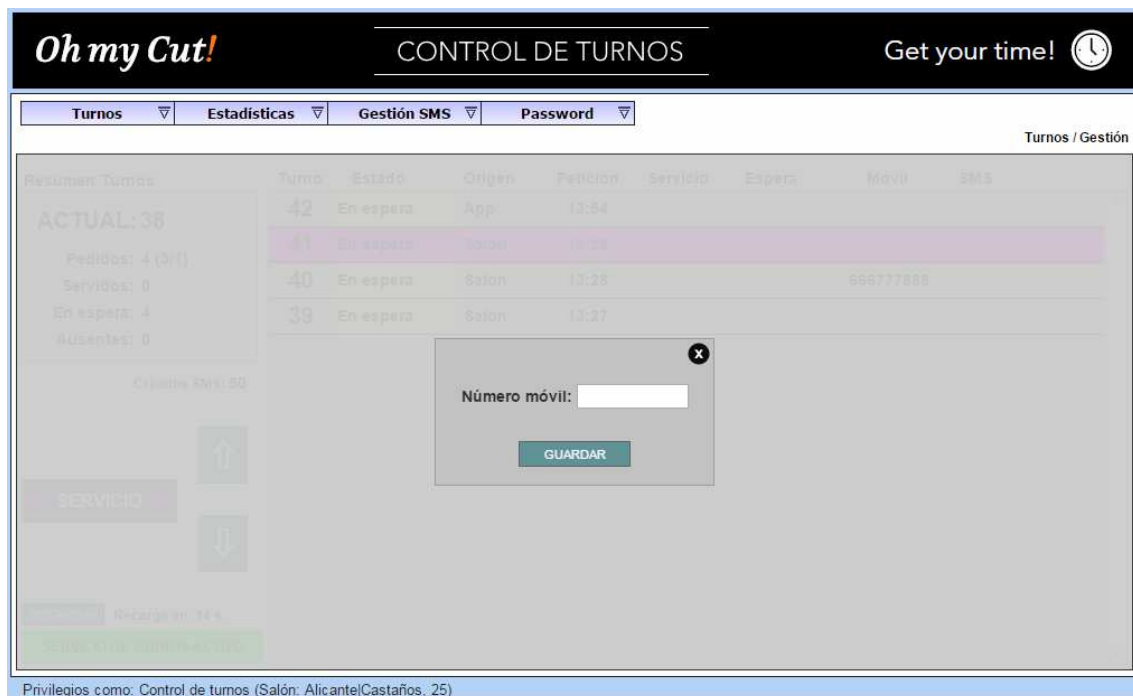 Oh my Cut! CONTROL DE TURNOS Get your time!
Turnos Estadísticas Gestión SMS Password
Turnos / Gestión
Resumen Turnos Turno Estado Origen Petición Servicio Espera Móvil SMS
ACTUAL: 38
42 En espera App 13:54
Pedidos: 4 (3/1)
41 En espera Salon
Servidos: 0
40 En espera Salon 13:28 666777888
En espera: 4
39 En espera Salon 13:27
Ausentes: 0
SMS: 50
Número móvil:
GUARDAR
SERVICIO
Recarga en: 14 s
Privilegios como: Control de turnos (Salón: Alicante|Castaños, 25)